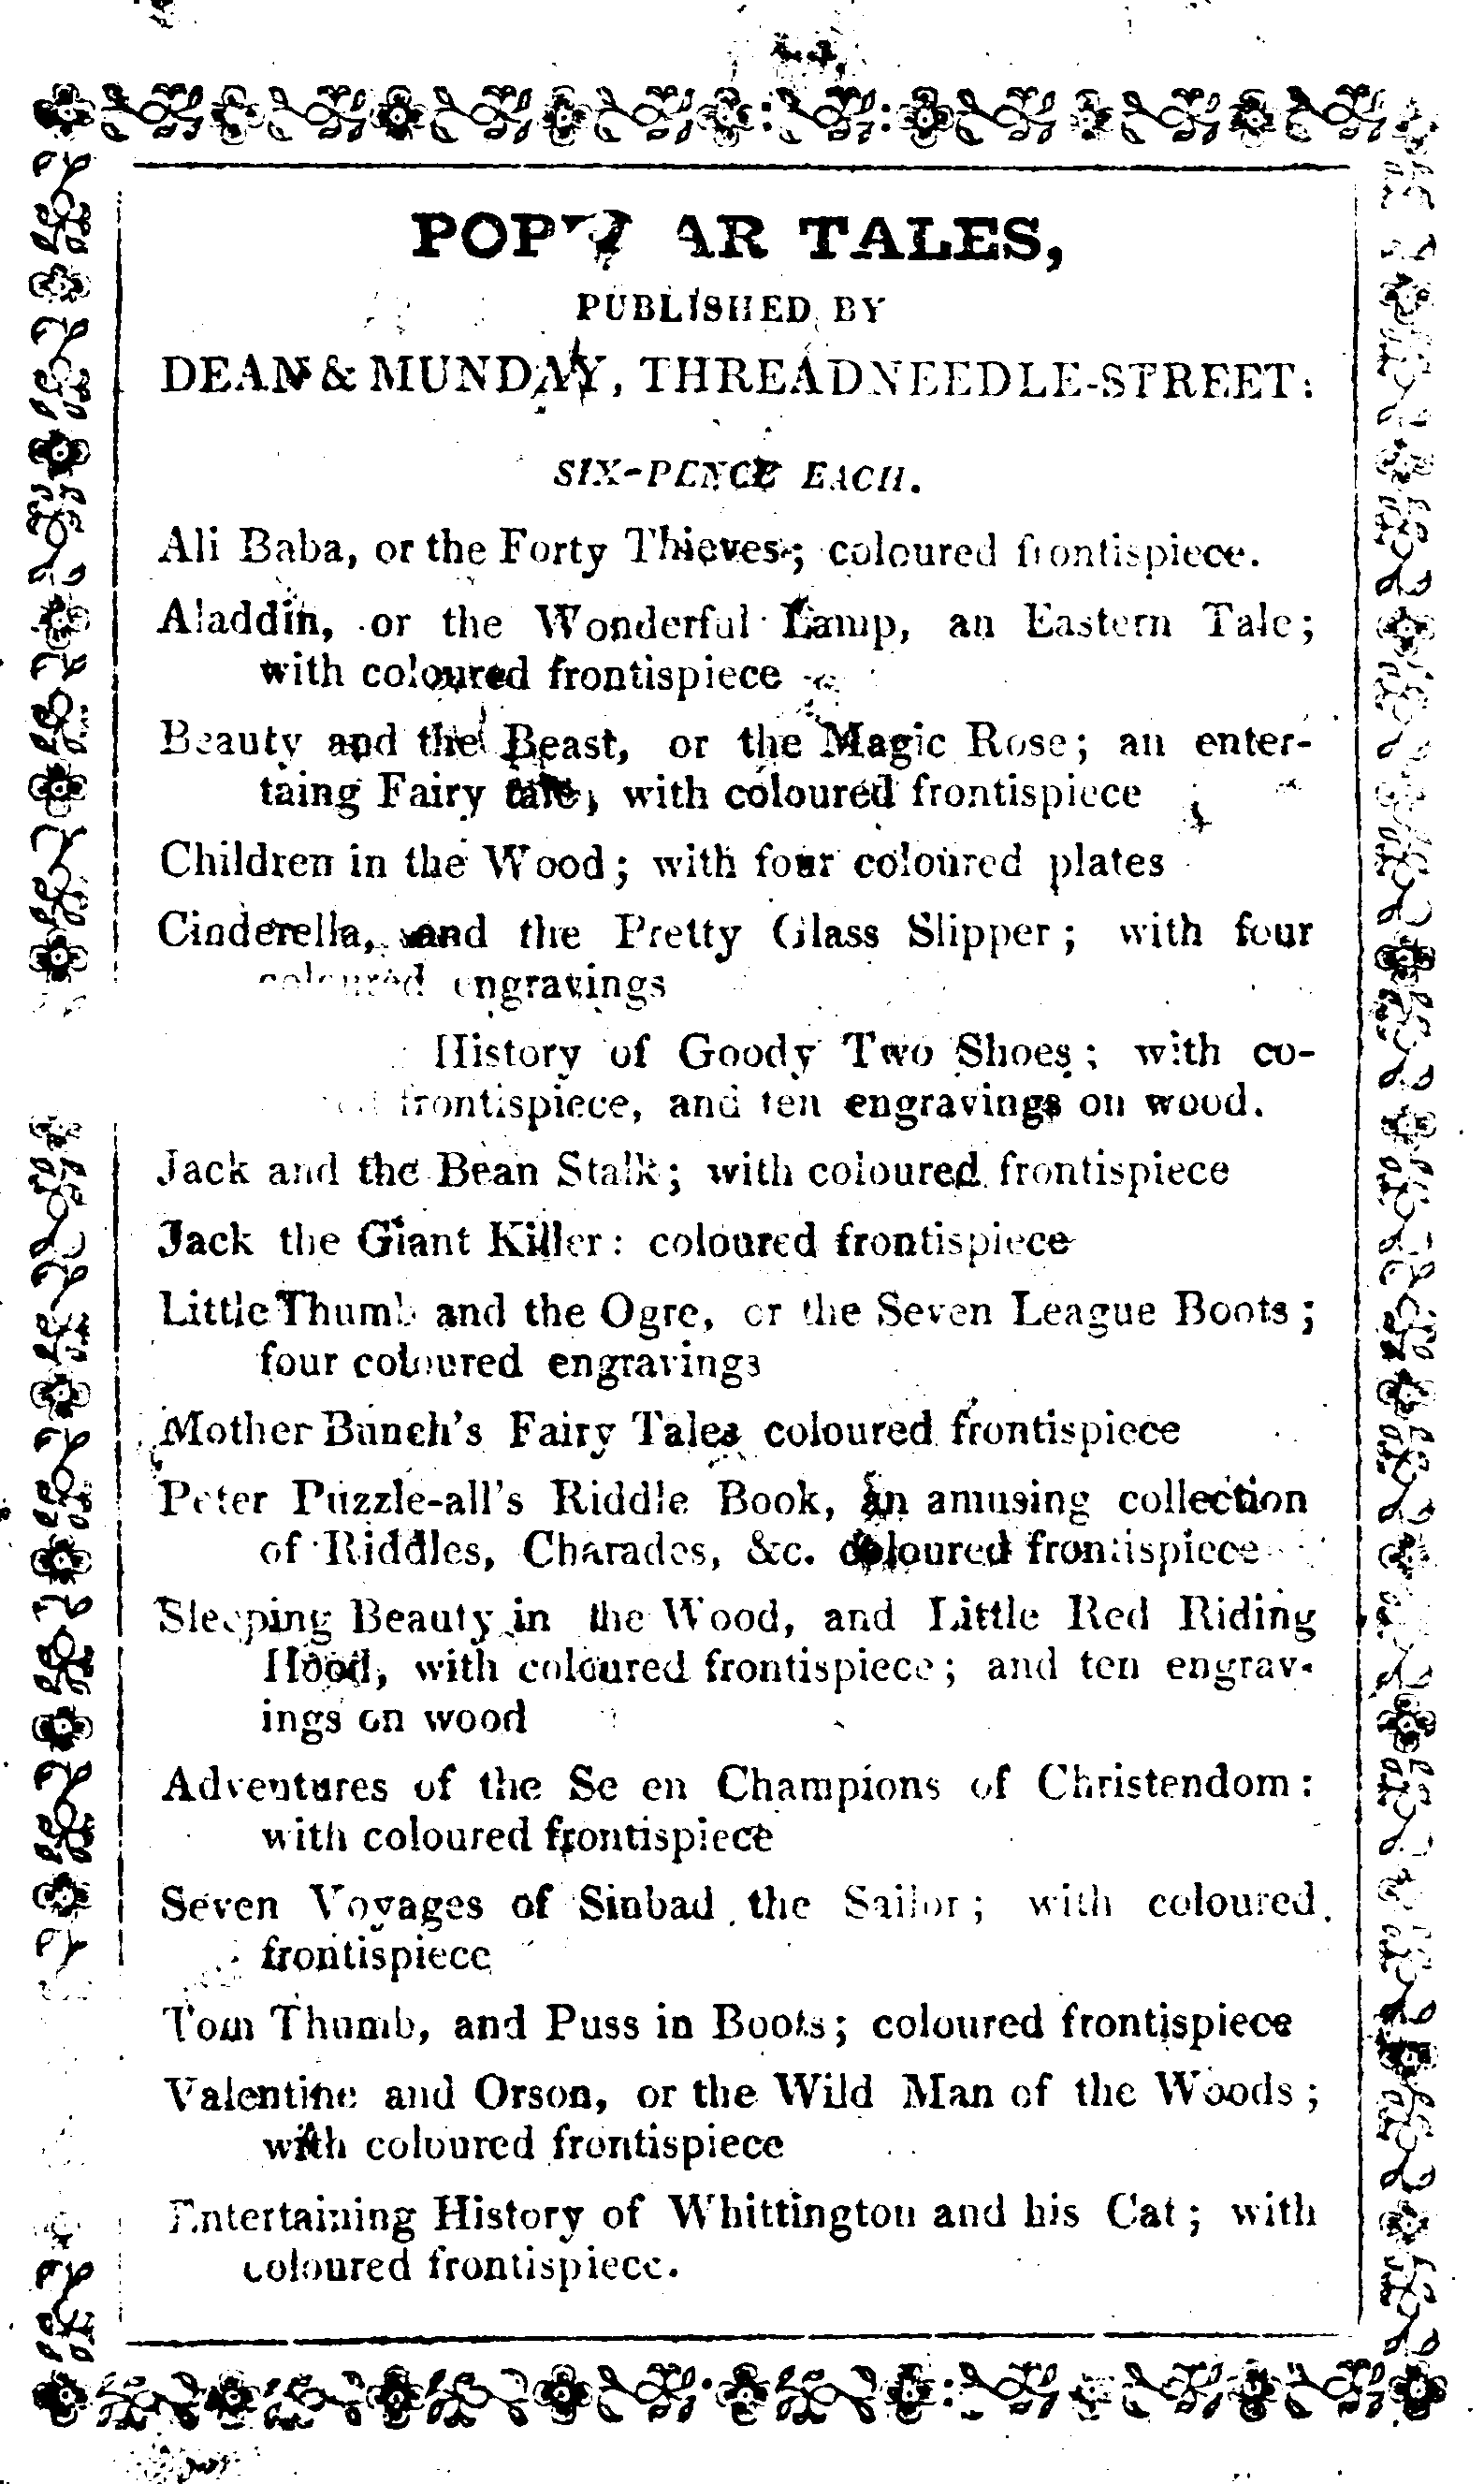 POPULAR TALES,
PUBLISHED BY
DEAN & MUNDAY, THREADNEEDLE-STREET:
SIX-PENCE EACH.
Ali Baba, or the Forty Thieves; coloured frontispiece.
Aladdin, or the Wonderful Lamp, an Eastern Tale;
with coloured frontispiece
Beauty and the Beast, or the Magic Rose; an enter-
taing Fairy tale, with coloured frontispiece
Children in the Wood; with four coloured plates
Cinderella, and the Pretty Glass Slipper; with four
coloured engravings
History of Goody Two Shoes; with co-
frontispiece, and ten engravings on wood.
Jack and the Bean Stalk; with coloured frontispiece
Jack the Giant Killer: coloured frontispiece
Little Thumb and the Ogre, or the Seven League Boots;
four coloured engravings
Mother Bunch's Fairy Tales coloured frontispiece
Peter Puzzle-all's Riddle Book, an amusing collection
of Riddles, Charades, &c. coloured frontispiece
Sleeping Beauty in the Wood, and Little Red Riding
Hood, with coloured frontispiece; and ten engrav-
ings on wood
Adventures of the Se en Champions of Christendom:
with coloured frontispiece
Seven Voyages of Sinbad the Sailor; with coloured
frontispiece
Tom Thumb, and Puss in Boots; coloured frontispiece
Valentine and Orson, or the Wild Man of the Woods;
with coloured frontispiece
Entertaining History of Whittington and his Cat; with
coloured frontispiece.